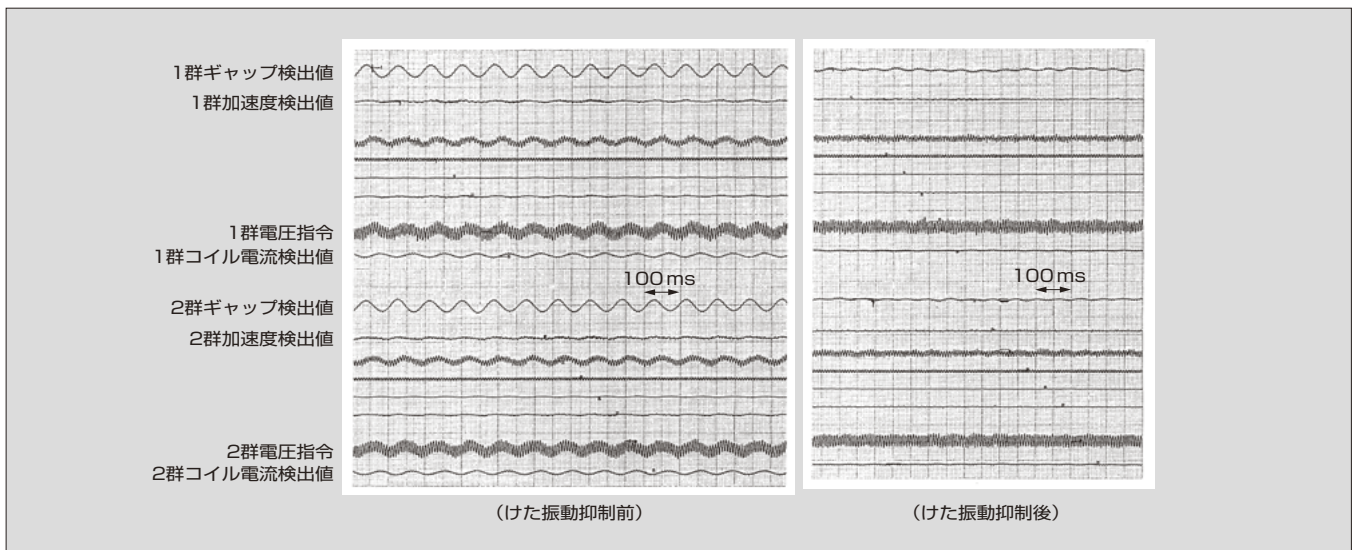 1群ギャップ検出値
1群加速度検出値
1群電圧指令
1群コイル電流検出値
100 ms
2群ギャップ検出値
2群加速度検出値
2群電圧指令
2群コイル電流検出値
(けた振動抑制前)
100 ms
(けた振動抑制後)